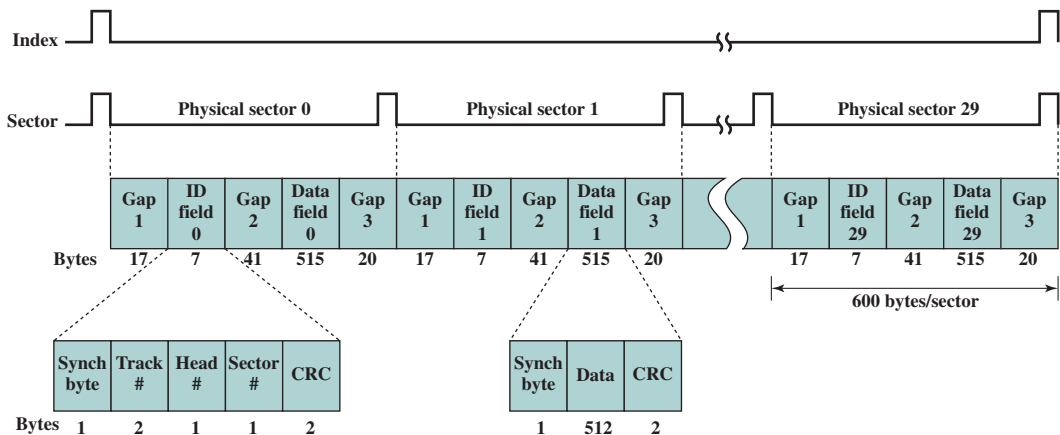 Index
Sector
Physical sector 0
Physical sector 1
Physical sector 29
Gap
1
ID
field
0
Gap
2
Data
field
0
Gap
3
Gap
1
ID
field
1
Gap
2
Data
field
1
Gap
3
Gap
1
ID
field
29
Gap
2
Data
field
29
Gap
3
Bytes 17 7 41 515 20 17 7 41 515 20 17 7 41 515 20
600 bytes/sector
Synch
byte
Track
#
Head
#
Sector
#
CRC
Synch
byte
Data
CRC
Bytes 1 2 1 1 2 1 512 2